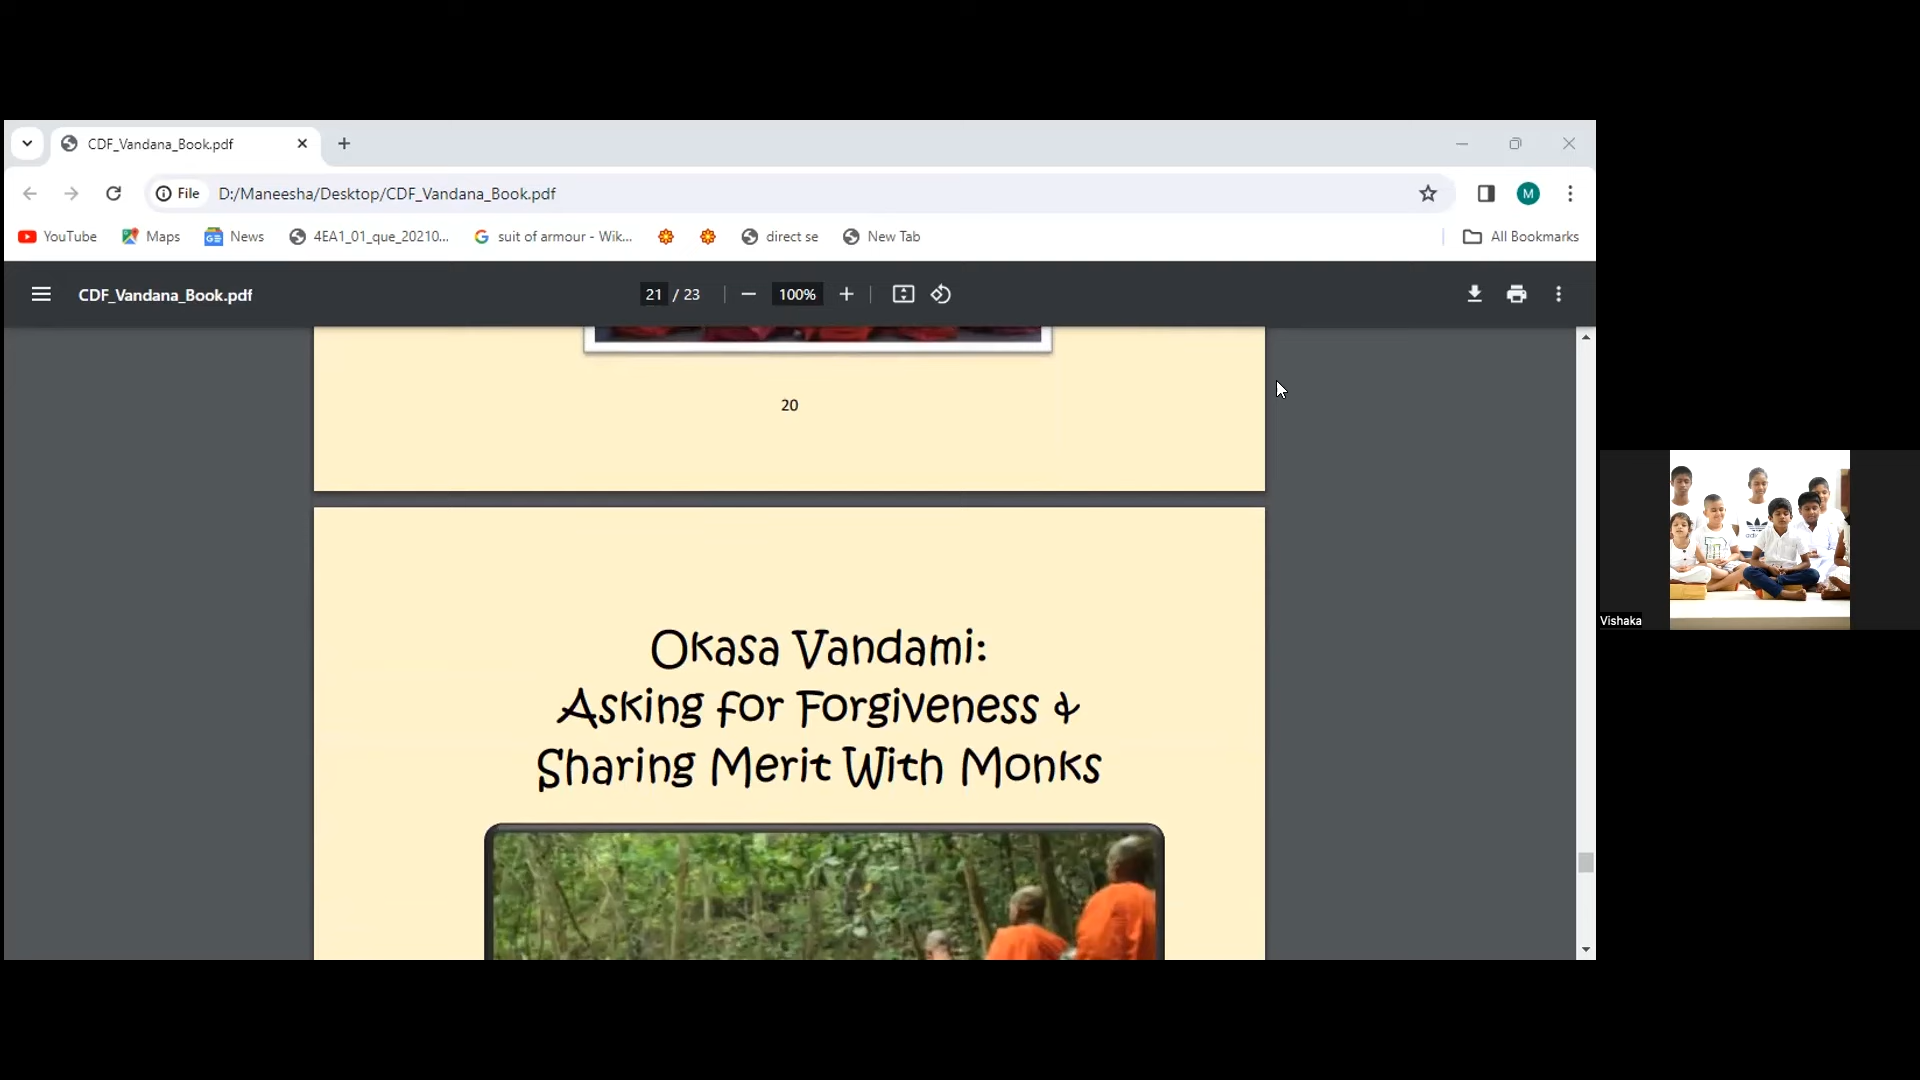 CDF_Vandana_Book.pdf
File
D:/Maneesha/Desktop/CDF_Vandana_Book.pdf
M
YouTube
Maps
News
4EA1_01_que_20210...
suit of armour - Wik...
direct se
New Tab
All Bookmarks
CDF_Vandana_Book.pdf
21 / 23
100%
20
Okasa Vandami:
Asking for Forgiveness &
Sharing Merit With Monks
Vishaka